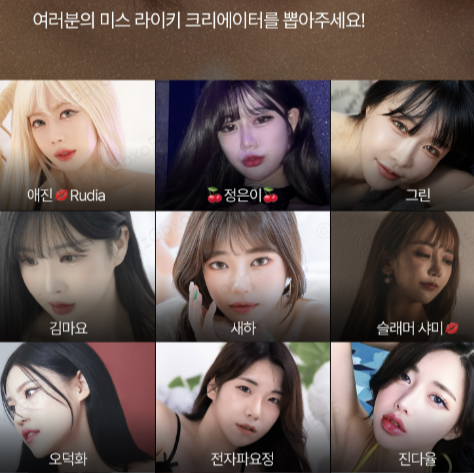 여러분의 미스 라이키 크리에이터를 뽑아주세요!
애진💋Rudia
🍒정은이🍒
그린
김마요
새하
슬래머 샤미💋
오덕화
전자파요정
진다율